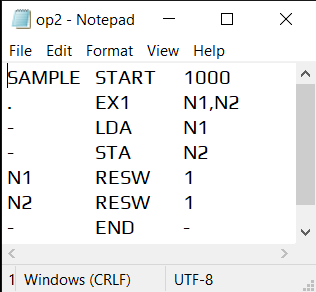 op2 - Notepad
File Edit Format View Help
SAMPLE START 1000
. EX1 N1,N2
- LDA N1
- STA N2
N1 RESW 1
N2 RESW 1
- END -
1 Windows (CRLF) UTF-8